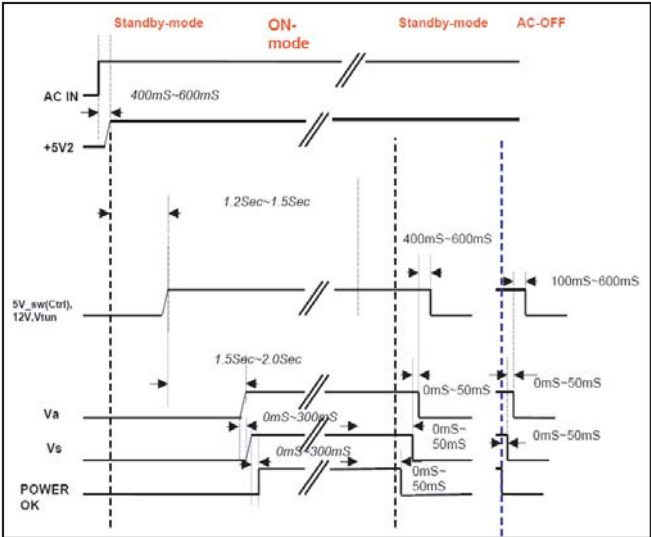 Standby-mode
ON-
mode
Standby-mode
AC-OFF
AC IN
400mS~600mS
+5V2
1.2Sec~1.5Sec
400mS~600mS
100mS~600mS
5V_sw(Ctrl),
12V,Vtun
1.5Sec~2.0Sec
0mS~50mS
0mS~50mS
Va
0mS~300mS
0mS~
50mS
0mS~50mS
Vs
0mS~300mS
0mS~
50mS
POWER
OK